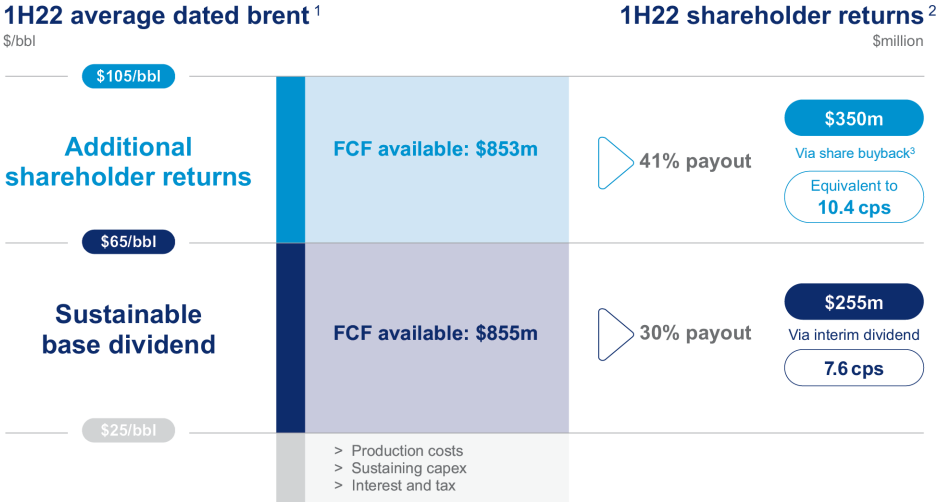 1H22 average dated brent 1
$/bbl
1H22 shareholder returns 2
$million
$105/bbl
Additional
shareholder returns
FCF available: $853m
41% payout
$350m
Via share buyback3
Equivalent to
10.4 cps
$65/bbl
Sustainable
base dividend
FCF available: $855m
30% payout
$255m
Via interim dividend
7.6 cps
$25/bbl
> Production costs
> Sustaining capex
> Interest and tax